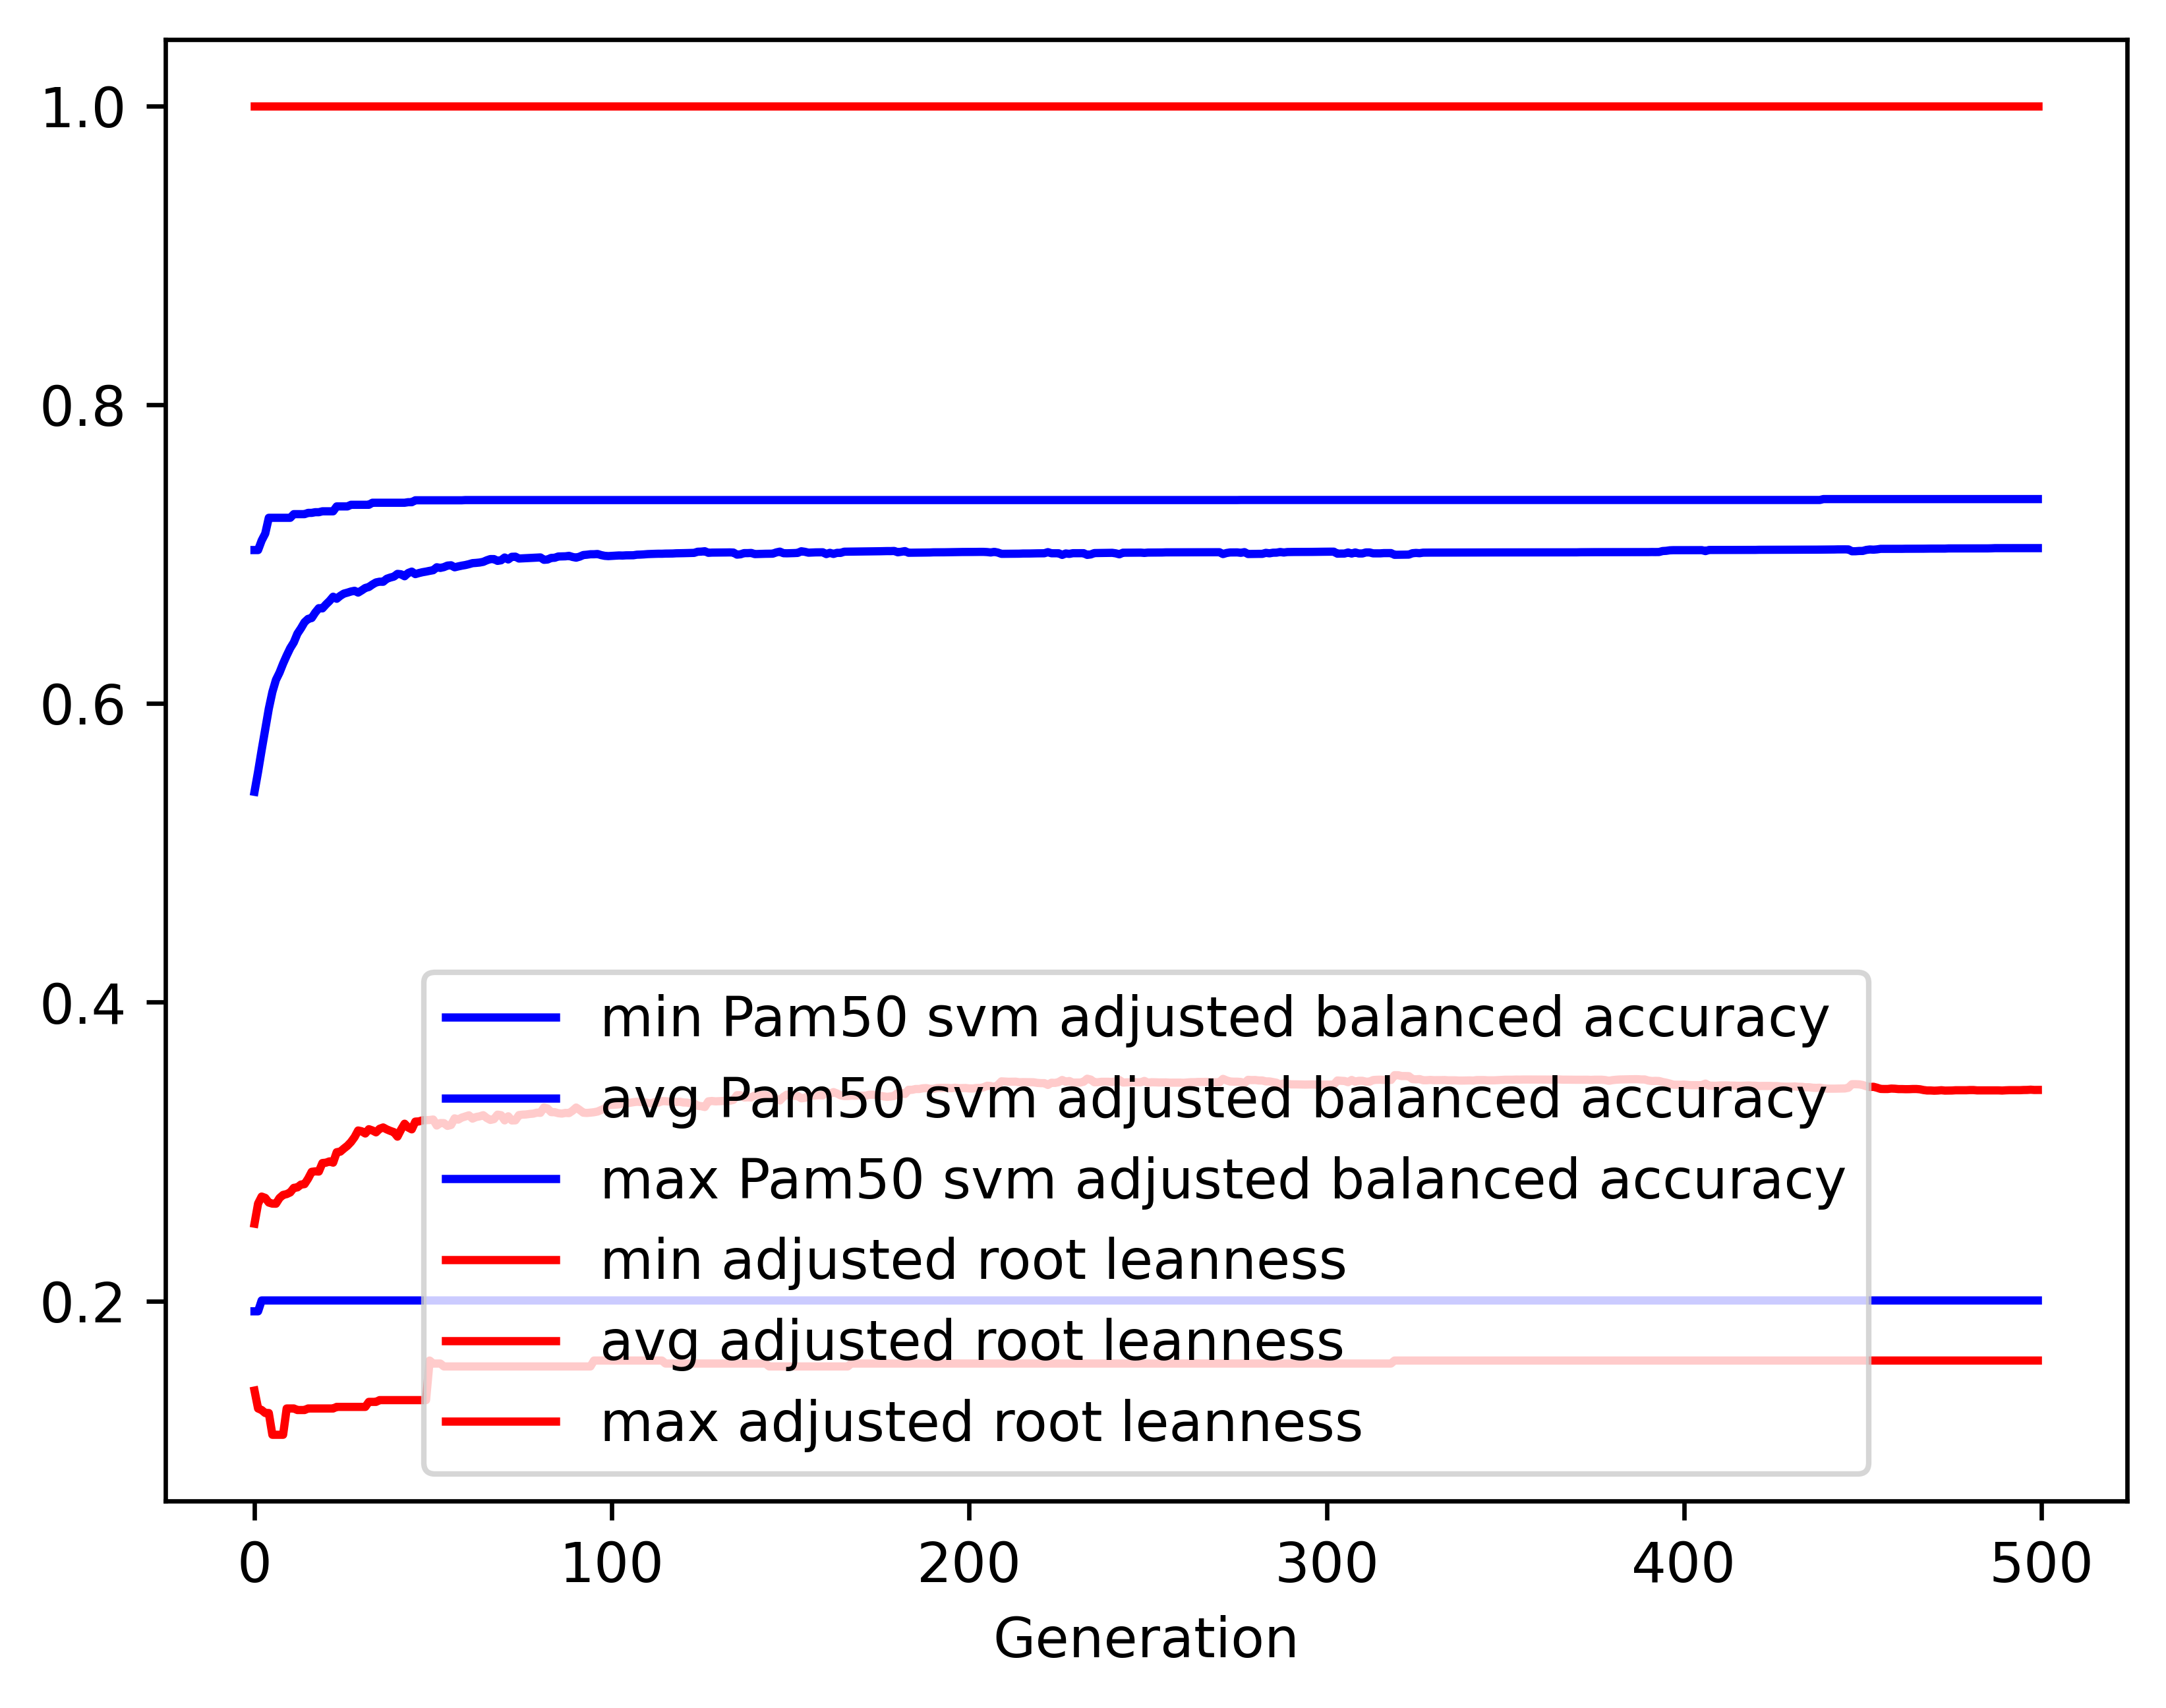 1.0
0.8
0.6
0.4
0.2
min Pam50 svm adjusted balanced accuracy
avg Pam50 svm adjusted balanced accuracy
max Pam50 svm adjusted balanced accuracy
min adjusted root leanness
avg adjusted root leanness
max adjusted root leanness
0 100 200 300 400 500
Generation